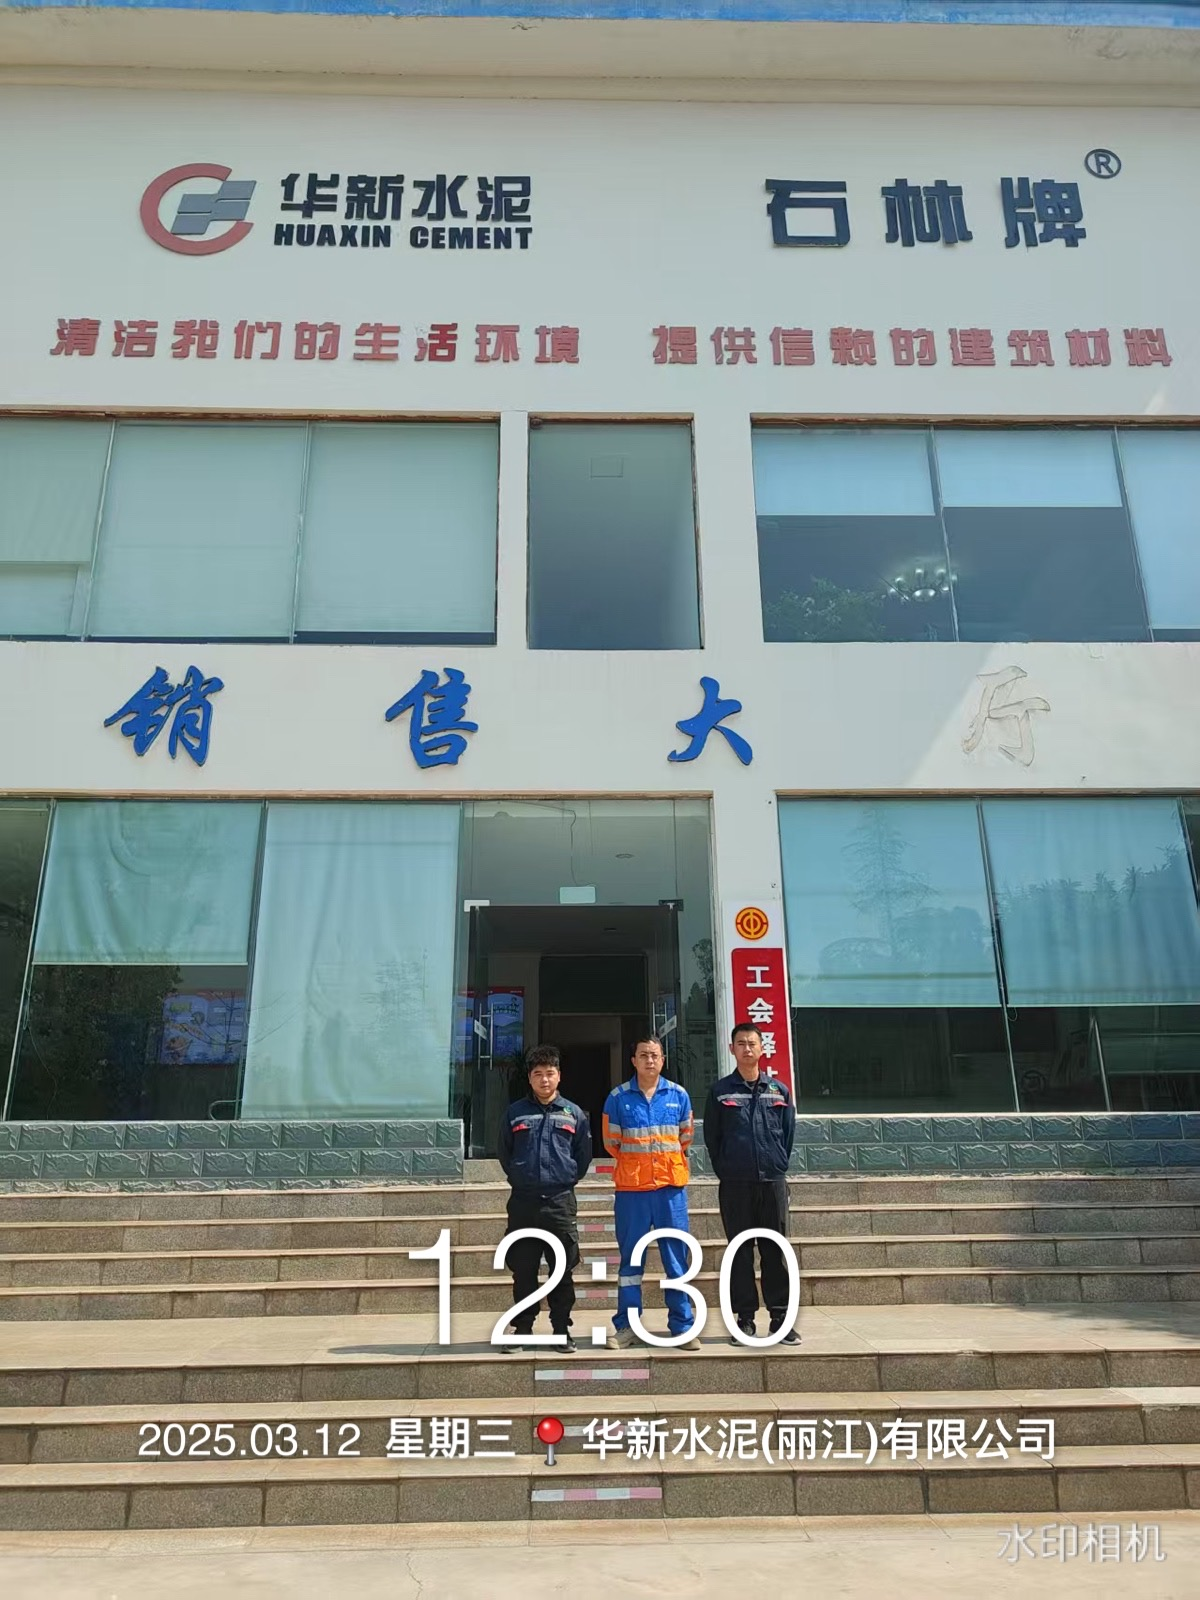 华新水泥
HUAXIN CEMENT
石林牌®
清洁我们的生活环境 提供信赖的建筑材料
销售大厅
工会驿站
12:30
2025.03.12 星期三 华新水泥(丽江)有限公司
水印相机